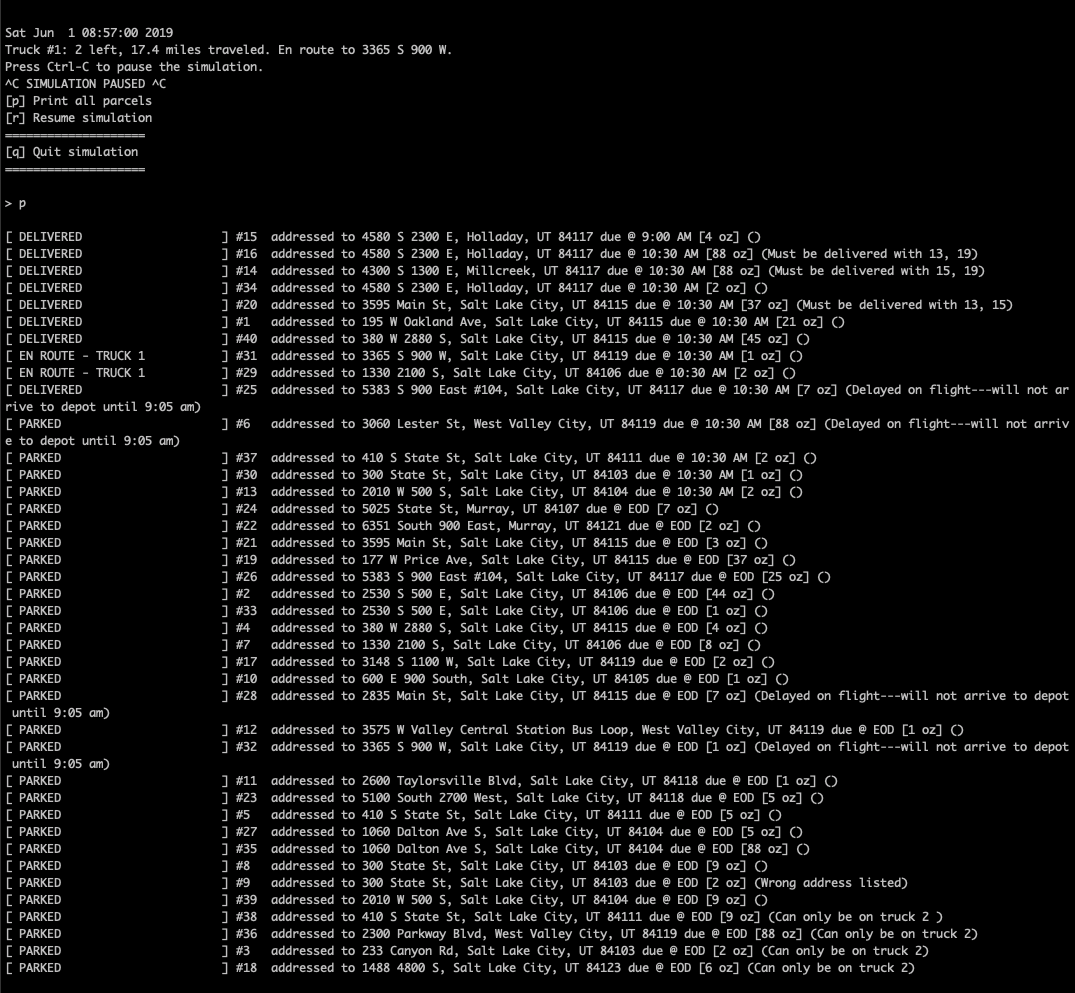 Sat Jun  1 08:57:00 2019
Truck #1: 2 left, 17.4 miles traveled. En route to 3365 S 900 W.
Press Ctrl-C to pause the simulation.
^C SIMULATION PAUSED ^C
[p] Print all parcels
[r] Resume simulation
====================
[q] Quit simulation
====================
> p
[ DELIVERED                    ] #15  addressed to 4580 S 2300 E, Holladay, UT 84117 due @ 9:00 AM [4 oz] ()
[ DELIVERED                    ] #16  addressed to 4580 S 2300 E, Holladay, UT 84117 due @ 10:30 AM [88 oz] (Must be delivered with 13, 19)
[ DELIVERED                    ] #14  addressed to 4300 S 1300 E, Millcreek, UT 84117 due @ 10:30 AM [88 oz] (Must be delivered with 15, 19)
[ DELIVERED                    ] #34  addressed to 4580 S 2300 E, Holladay, UT 84117 due @ 10:30 AM [2 oz] ()
[ DELIVERED                    ] #20  addressed to 3595 Main St, Salt Lake City, UT 84115 due @ 10:30 AM [37 oz] (Must be delivered with 13, 15)
[ DELIVERED                    ] #1   addressed to 195 W Oakland Ave, Salt Lake City, UT 84115 due @ 10:30 AM [21 oz] ()
[ DELIVERED                    ] #40  addressed to 380 W 2880 S, Salt Lake City, UT 84115 due @ 10:30 AM [45 oz] ()
[ EN ROUTE - TRUCK 1           ] #31  addressed to 3365 S 900 W, Salt Lake City, UT 84119 due @ 10:30 AM [1 oz] ()
[ EN ROUTE - TRUCK 1           ] #29  addressed to 1330 2100 S, Salt Lake City, UT 84106 due @ 10:30 AM [2 oz] ()
[ DELIVERED                    ] #25  addressed to 5383 S 900 East #104, Salt Lake City, UT 84117 due @ 10:30 AM [7 oz] (Delayed on flight---will not ar
rive to depot until 9:05 am)
[ PARKED                       ] #6   addressed to 3060 Lester St, West Valley City, UT 84119 due @ 10:30 AM [88 oz] (Delayed on flight---will not arriv
e to depot until 9:05 am)
[ PARKED                       ] #37  addressed to 410 S State St, Salt Lake City, UT 84111 due @ 10:30 AM [2 oz] ()
[ PARKED                       ] #30  addressed to 300 State St, Salt Lake City, UT 84103 due @ 10:30 AM [1 oz] ()
[ PARKED                       ] #13  addressed to 2010 W 500 S, Salt Lake City, UT 84104 due @ 10:30 AM [2 oz] ()
[ PARKED                       ] #24  addressed to 5025 State St, Murray, UT 84107 due @ EOD [7 oz] ()
[ PARKED                       ] #22  addressed to 6351 South 900 East, Murray, UT 84121 due @ EOD [2 oz] ()
[ PARKED                       ] #21  addressed to 3595 Main St, Salt Lake City, UT 84115 due @ EOD [3 oz] ()
[ PARKED                       ] #19  addressed to 177 W Price Ave, Salt Lake City, UT 84115 due @ EOD [37 oz] ()
[ PARKED                       ] #26  addressed to 5383 S 900 East #104, Salt Lake City, UT 84117 due @ EOD [25 oz] ()
[ PARKED                       ] #2   addressed to 2530 S 500 E, Salt Lake City, UT 84106 due @ EOD [44 oz] ()
[ PARKED                       ] #33  addressed to 2530 S 500 E, Salt Lake City, UT 84106 due @ EOD [1 oz] ()
[ PARKED                       ] #4   addressed to 380 W 2880 S, Salt Lake City, UT 84115 due @ EOD [4 oz] ()
[ PARKED                       ] #7   addressed to 1330 2100 S, Salt Lake City, UT 84106 due @ EOD [8 oz] ()
[ PARKED                       ] #17  addressed to 3148 S 1100 W, Salt Lake City, UT 84119 due @ EOD [2 oz] ()
[ PARKED                       ] #10  addressed to 600 E 900 South, Salt Lake City, UT 84105 due @ EOD [1 oz] ()
[ PARKED                       ] #28  addressed to 2835 Main St, Salt Lake City, UT 84115 due @ EOD [7 oz] (Delayed on flight---will not arrive to depot
 until 9:05 am)
[ PARKED                       ] #12  addressed to 3575 W Valley Central Station Bus Loop, West Valley City, UT 84119 due @ EOD [1 oz] ()
[ PARKED                       ] #32  addressed to 3365 S 900 W, Salt Lake City, UT 84119 due @ EOD [1 oz] (Delayed on flight---will not arrive to depot
 until 9:05 am)
[ PARKED                       ] #11  addressed to 2600 Taylorsville Blvd, Salt Lake City, UT 84118 due @ EOD [1 oz] ()
[ PARKED                       ] #23  addressed to 5100 South 2700 West, Salt Lake City, UT 84118 due @ EOD [5 oz] ()
[ PARKED                       ] #5   addressed to 410 S State St, Salt Lake City, UT 84111 due @ EOD [5 oz] ()
[ PARKED                       ] #27  addressed to 1060 Dalton Ave S, Salt Lake City, UT 84104 due @ EOD [5 oz] ()
[ PARKED                       ] #35  addressed to 1060 Dalton Ave S, Salt Lake City, UT 84104 due @ EOD [88 oz] ()
[ PARKED                       ] #8   addressed to 300 State St, Salt Lake City, UT 84103 due @ EOD [9 oz] ()
[ PARKED                       ] #9   addressed to 300 State St, Salt Lake City, UT 84103 due @ EOD [2 oz] (Wrong address listed)
[ PARKED                       ] #39  addressed to 2010 W 500 S, Salt Lake City, UT 84104 due @ EOD [9 oz] ()
[ PARKED                       ] #38  addressed to 410 S State St, Salt Lake City, UT 84111 due @ EOD [9 oz] (Can only be on truck 2 )
[ PARKED                       ] #36  addressed to 2300 Parkway Blvd, West Valley City, UT 84119 due @ EOD [88 oz] (Can only be on truck 2)
[ PARKED                       ] #3   addressed to 233 Canyon Rd, Salt Lake City, UT 84103 due @ EOD [2 oz] (Can only be on truck 2)
[ PARKED                       ] #18  addressed to 1488 4800 S, Salt Lake City, UT 84123 due @ EOD [6 oz] (Can only be on truck 2)